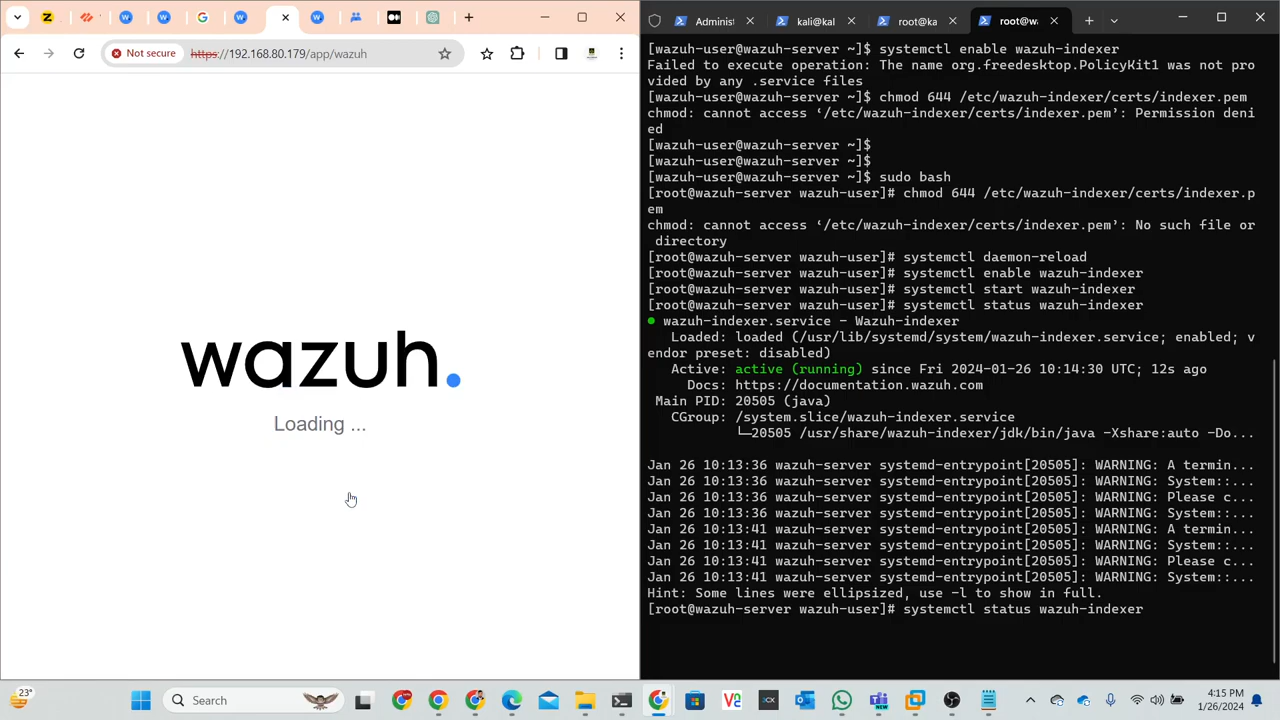 Not secure
https://192.168.80.179/app/wazuh
wazuh.
Loading ...
Administ
kali@kal
root@ka
root@wa
[wazuh-user@wazuh-server ~]$ systemctl enable wazuh-indexer
Failed to execute operation: The name org.freedesktop.PolicyKit1 was not pro
vided by any .service files
[wazuh-user@wazuh-server ~]$ chmod 644 /etc/wazuh-indexer/certs/indexer.pem
chmod: cannot access ‘/etc/wazuh-indexer/certs/indexer.pem’: Permission deni
ed
[wazuh-user@wazuh-server ~]$
[wazuh-user@wazuh-server ~]$
[wazuh-user@wazuh-server ~]$ sudo bash
[root@wazuh-server wazuh-user]# chmod 644 /etc/wazuh-indexer/certs/indexer.p
em
chmod: cannot access ‘/etc/wazuh-indexer/certs/indexer.pem’: No such file or
directory
[root@wazuh-server wazuh-user]# systemctl daemon-reload
[root@wazuh-server wazuh-user]# systemctl enable wazuh-indexer
[root@wazuh-server wazuh-user]# systemctl start wazuh-indexer
[root@wazuh-server wazuh-user]# systemctl status wazuh-indexer
● wazuh-indexer.service - Wazuh-indexer
Loaded: loaded (/usr/lib/systemd/system/wazuh-indexer.service; enabled; v
endor preset: disabled)
Active: active (running) since Fri 2024-01-26 10:14:30 UTC; 12s ago
Docs: https://documentation.wazuh.com
Main PID: 20505 (java)
CGroup: /system.slice/wazuh-indexer.service
└─20505 /usr/share/wazuh-indexer/jdk/bin/java -Xshare:auto -Do...
Jan 26 10:13:36 wazuh-server systemd-entrypoint[20505]: WARNING: A termin...
Jan 26 10:13:36 wazuh-server systemd-entrypoint[20505]: WARNING: System::...
Jan 26 10:13:36 wazuh-server systemd-entrypoint[20505]: WARNING: Please c...
Jan 26 10:13:36 wazuh-server systemd-entrypoint[20505]: WARNING: System::...
Jan 26 10:13:41 wazuh-server systemd-entrypoint[20505]: WARNING: A termin...
Jan 26 10:13:41 wazuh-server systemd-entrypoint[20505]: WARNING: System::...
Jan 26 10:13:41 wazuh-server systemd-entrypoint[20505]: WARNING: Please c...
Jan 26 10:13:41 wazuh-server systemd-entrypoint[20505]: WARNING: System::...
Hint: Some lines were ellipsized, use -l to show in full.
[root@wazuh-server wazuh-user]# systemctl status wazuh-indexer
23°
Search
4:15 PM
1/26/2024